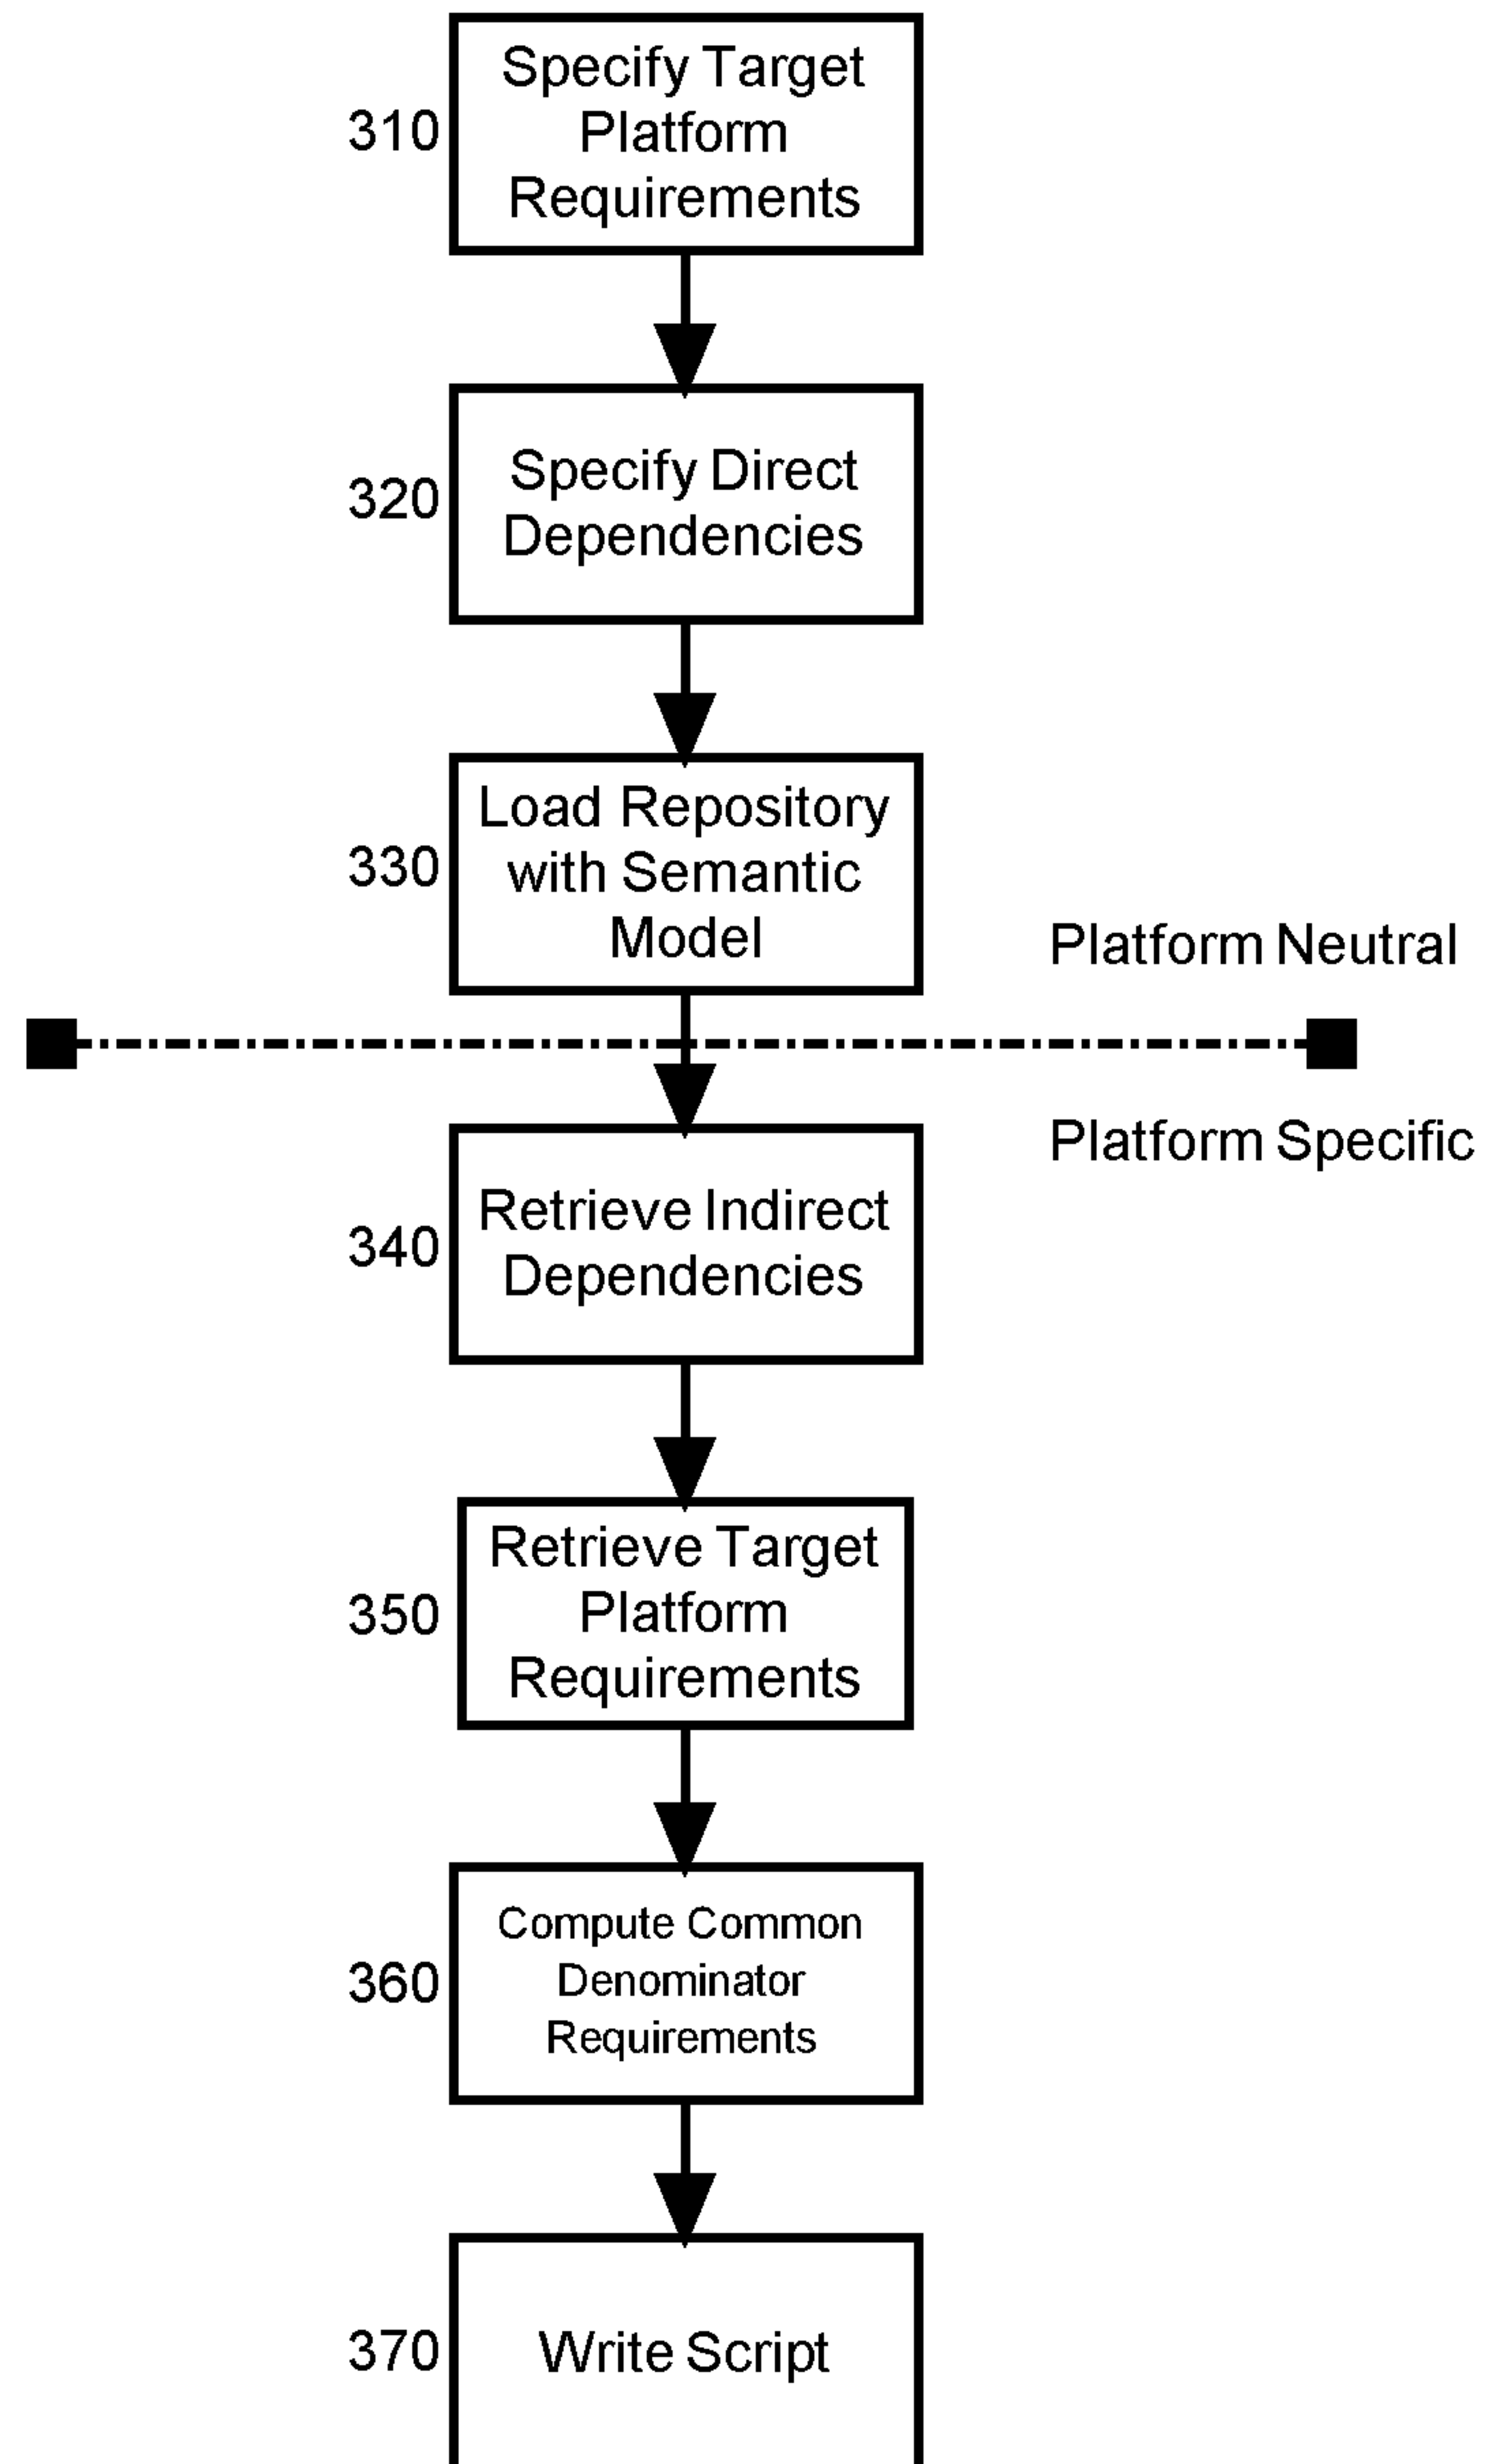 310
Specify Target
Platform
Requirements
320
Specify Direct
Dependencies
330
Load Repository
with Semantic
Model
Platform Neutral
Platform Specific
340
Retrieve Indirect
Dependencies
350
Retrieve Target
Platform
Requirements
360
Compute Common
Denominator
Requirements
370
Write Script